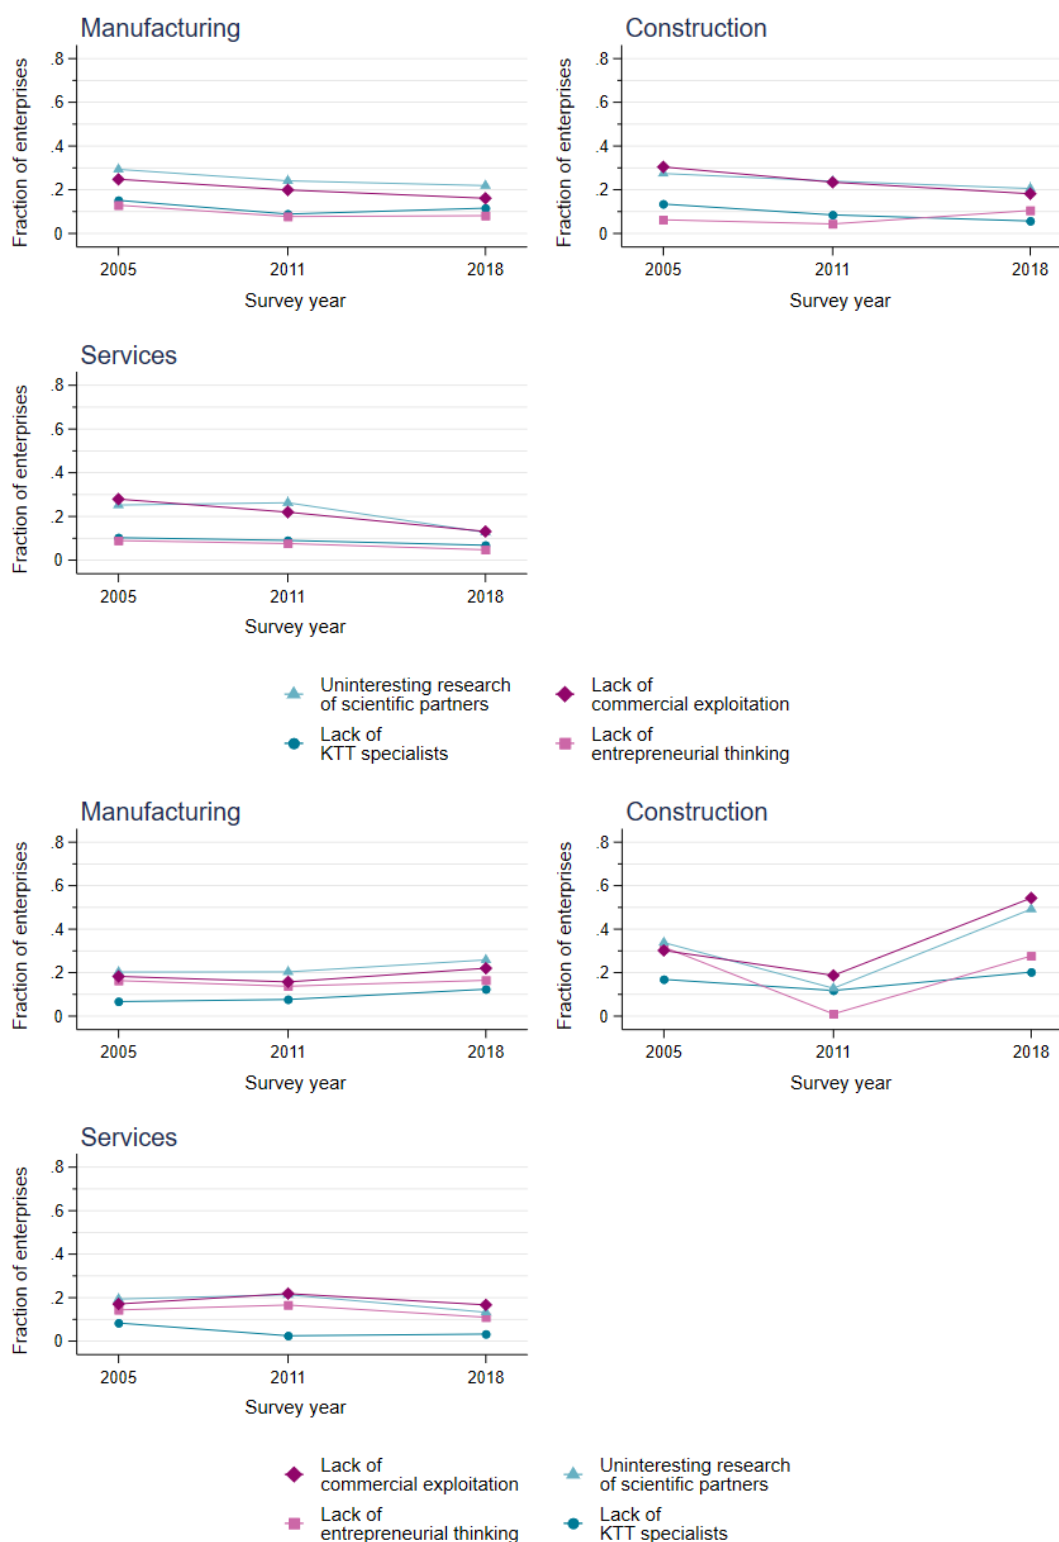 Manufacturing
Fraction of enterprises
.8
.6
.4
.2
0
2005 2011 2018
Survey year
Construction
Fraction of enterprises
.8
.6
.4
.2
0
2005 2011 2018
Survey year
Services
Fraction of enterprises
.8
.6
.4
.2
0
2005 2011 2018
Survey year
Uninteresting research
of scientific partners
Lack of
commercial exploitation
Lack of
KTT specialists
Lack of
entrepreneurial thinking
Manufacturing
Fraction of enterprises
.8
.6
.4
.2
0
2005 2011 2018
Survey year
Construction
Fraction of enterprises
.8
.6
.4
.2
0
2005 2011 2018
Survey year
Services
Fraction of enterprises
.8
.6
.4
.2
0
2005 2011 2018
Survey year
Lack of
commercial exploitation
Uninteresting research
of scientific partners
Lack of
entrepreneurial thinking
Lack of
KTT specialists